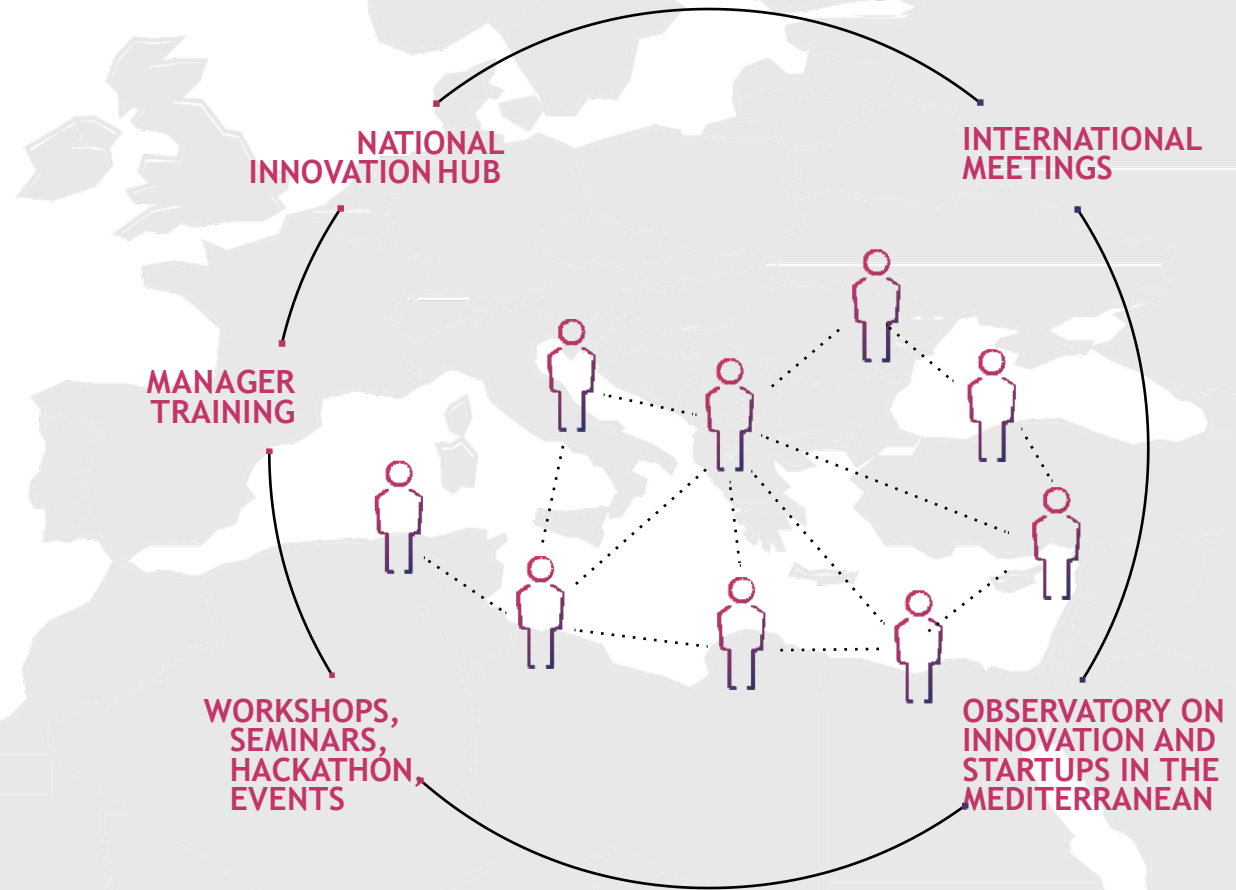 NATIONAL
INNOVATION HUB
INTERNATIONAL
MEETINGS
MANAGER
TRAINING
WORKSHOPS,
SEMINARS,
HACKATHON,
EVENTS
OBSERVATORY ON
INNOVATION AND
STARTUPS IN THE
MEDITERRANEAN